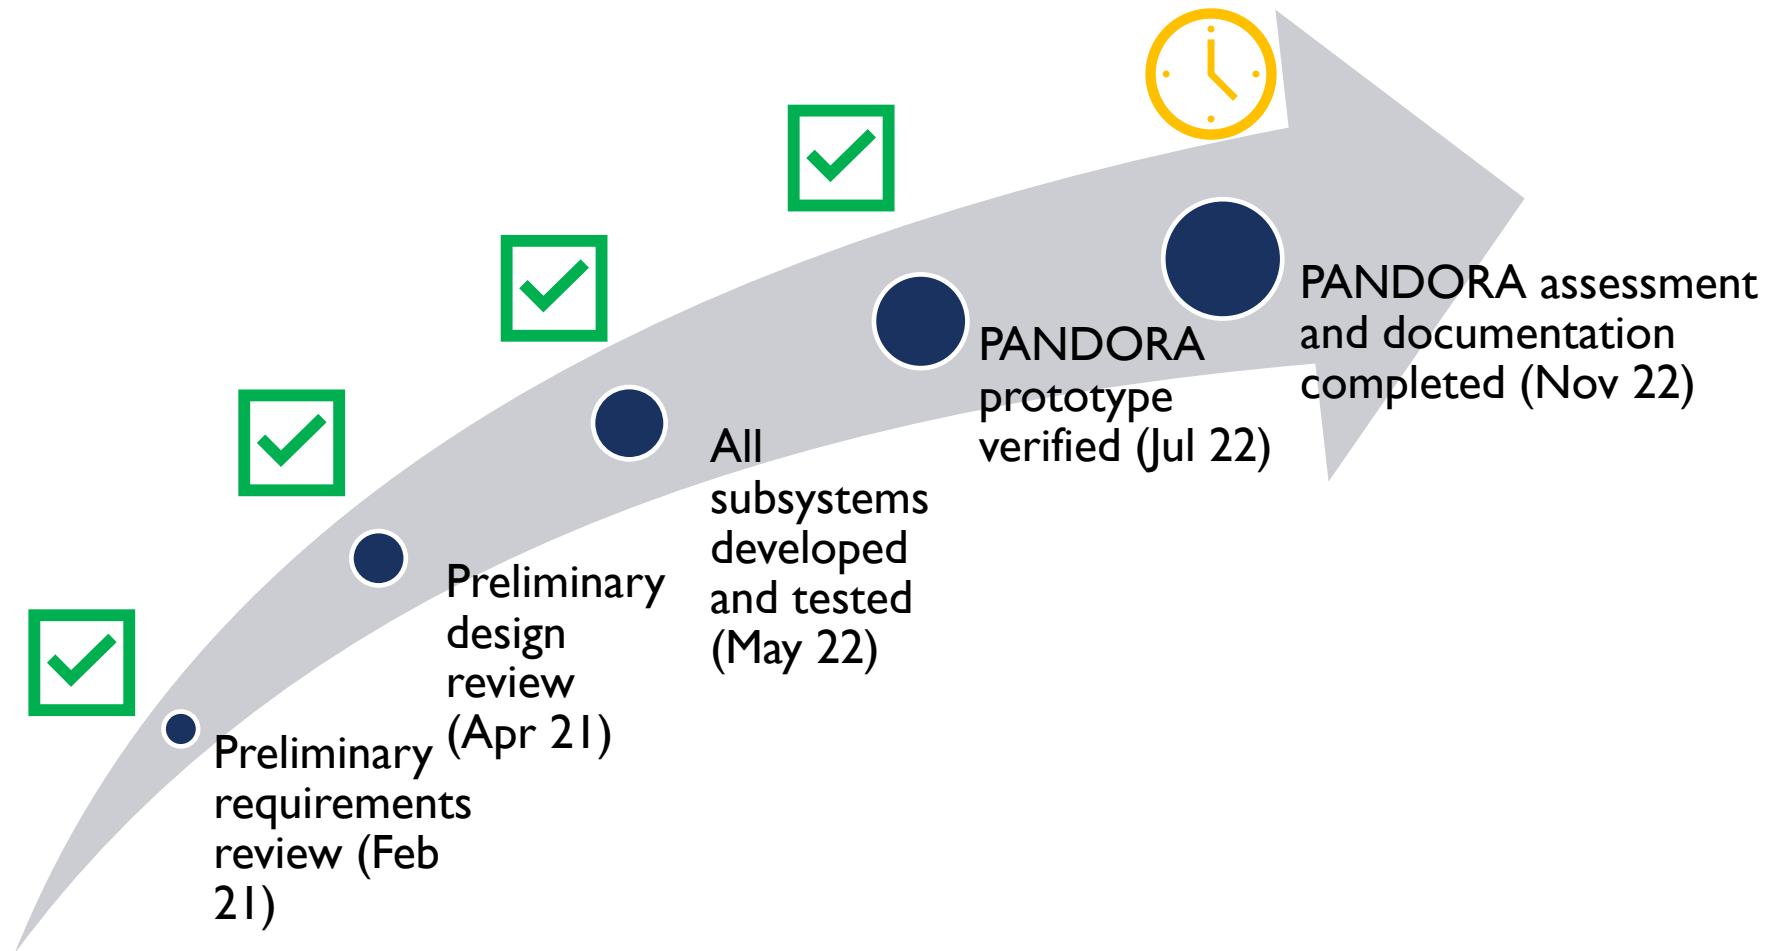 Preliminary
requirements
review (Feb
21)
Preliminary
design
review
(Apr 21)
All
subsystems
developed
and tested
(May 22)
PANDORA
prototype
verified (Jul 22)
PANDORA assessment
and documentation
completed (Nov 22)